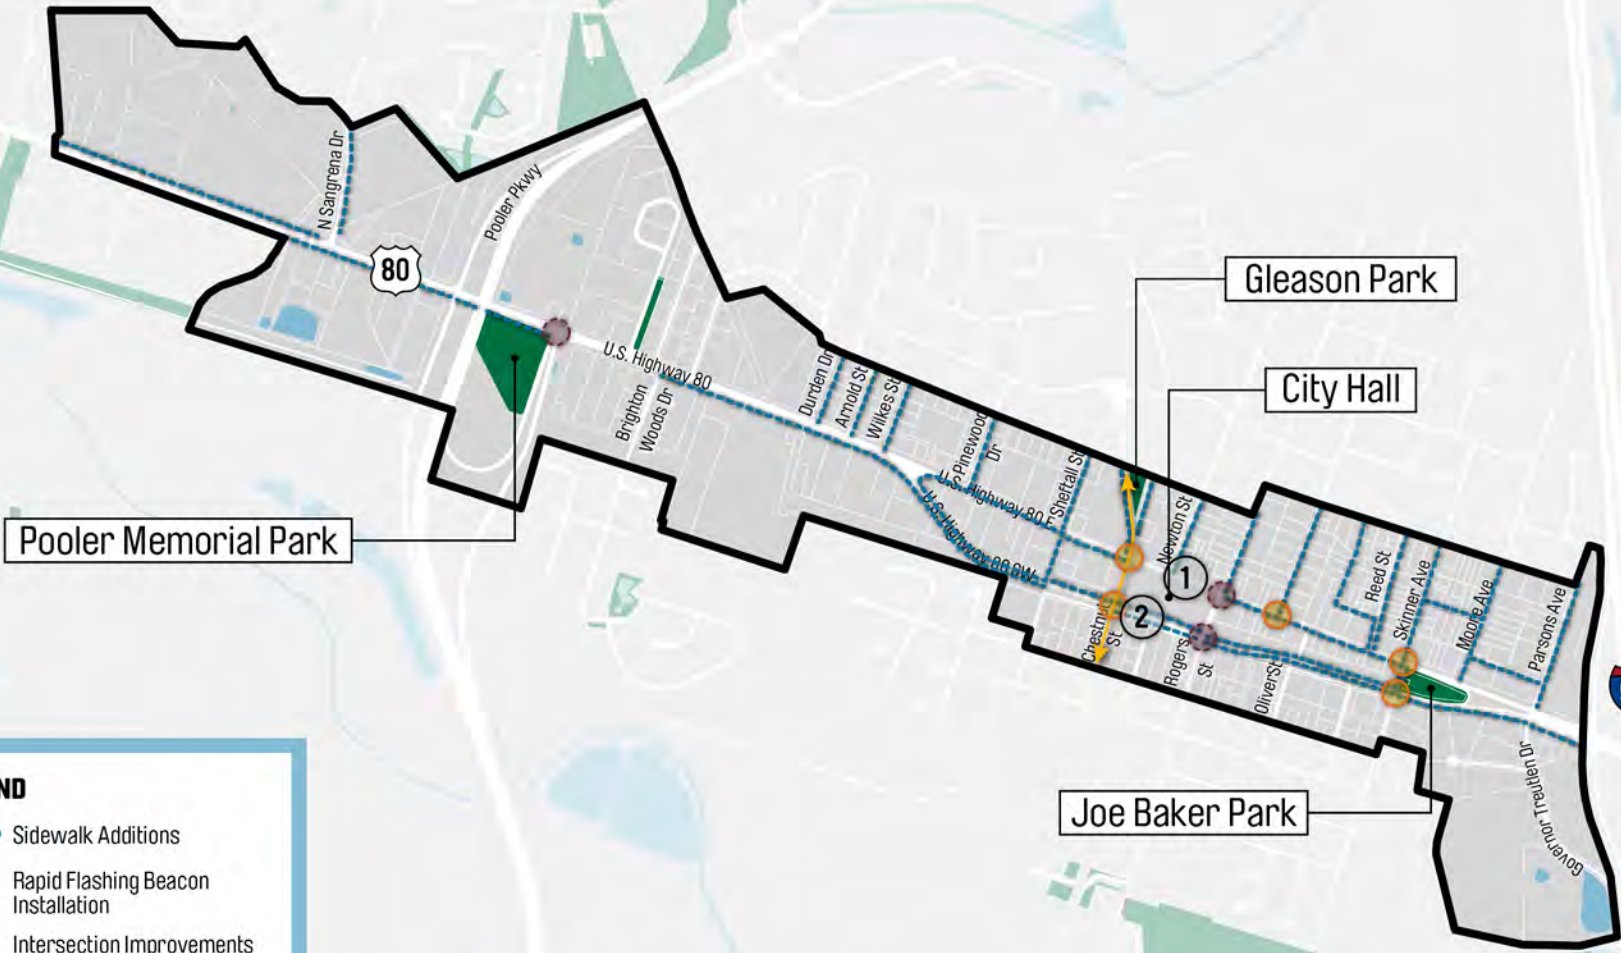 N Sangrena Dr
Pooler Pkwy
80
Gleason Park
City Hall
U.S. Highway 80
Brighton
Woods Dr
Durden Dr
Arnold St
Wilkes St
Pinewood
Dr
U.S. Highway 80 E
Sheftall St
U.S. Highway 80 SW
Newton St
1
2
Chestnut
St
Rogers
St
Oliver St
Reed St
Skinner Ave
Moore Ave
Parsons Ave
Governor Treutlen Dr
Pooler Memorial Park
Joe Baker Park
ND
Sidewalk Additions
Rapid Flashing Beacon
Installation
Intersection Improvements